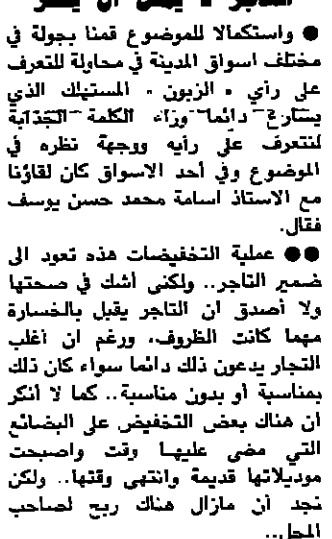 ● واستكمالا للموضوع قمنا بجولة في
مختلف اسواق المدينة في محاولة للتعرف
على رأي « الزبون » المستهلك الذي
يسارع دائما وراء الكلمة الجذابة
لنتعرف على رأيه ووجهة نظره في
الموضوع وفي أحد الاسواق كان لقاؤنا
مع الاستاذ اسامة محمد حسن يوسف
فقال.
●● عملية التخفيضات هذه تعود الى
ضمير التاجر.. ولكنى أشك في صحتها
ولا أصدق ان التاجر يقبل بالخسارة
مهما كانت الظروف، ورغم ان اغلب
التجار يدعون ذلك دائما سواء كان ذلك
بمناسبة أو بدون مناسبة.. كما لا أنكر
ان هناك بعض التخفيض على البضائع
التي مضى عليها وقت واصبحت
موديلاتها قديمة وانتهى وقتها.. ولكن
نجد أن مازال هناك ربح لصاحب
المحل..